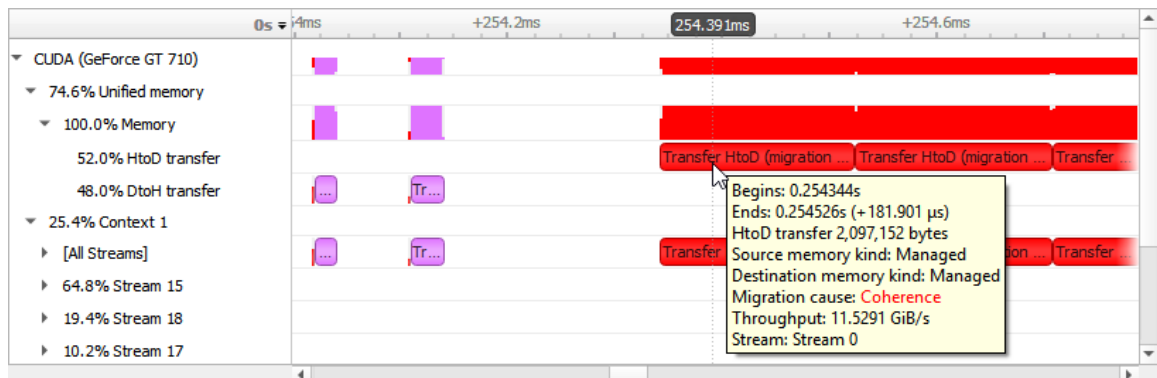 0s 54ms +254.2ms 254.391ms +254.6ms
CUDA (GeForce GT 710)
74.6% Unified memory
100.0% Memory
52.0% HtoD transfer
Transfer HtoD (migration ... Transfer HtoD (migration ... Transfer ...
48.0% DtoH transfer
... Tr...
25.4% Context 1
[All Streams]
... Tr... Transfer ion ... Transfer ...
64.8% Stream 15
19.4% Stream 18
10.2% Stream 17
Begins: 0.254344s
Ends: 0.254526s (+181.901 µs)
HtoD transfer 2,097,152 bytes
Source memory kind: Managed
Destination memory kind: Managed
Migration cause: Coherence
Throughput: 11.5291 GiB/s
Stream: Stream 0